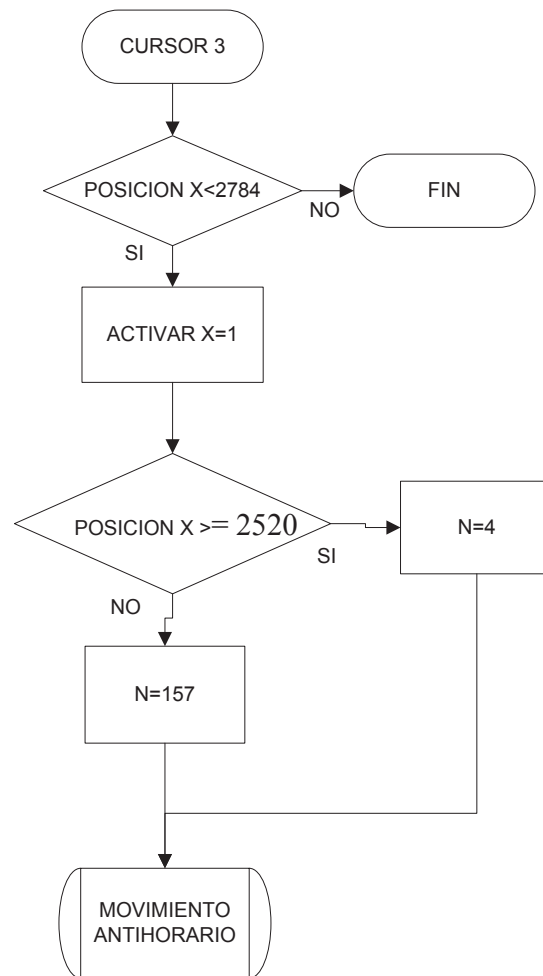 CURSOR 3
POSICION X<2784
NO
FIN
SI
ACTIVAR X=1
POSICION X >= 2520
SI
N=4
NO
N=157
MOVIMIENTO
ANTIHORARIO